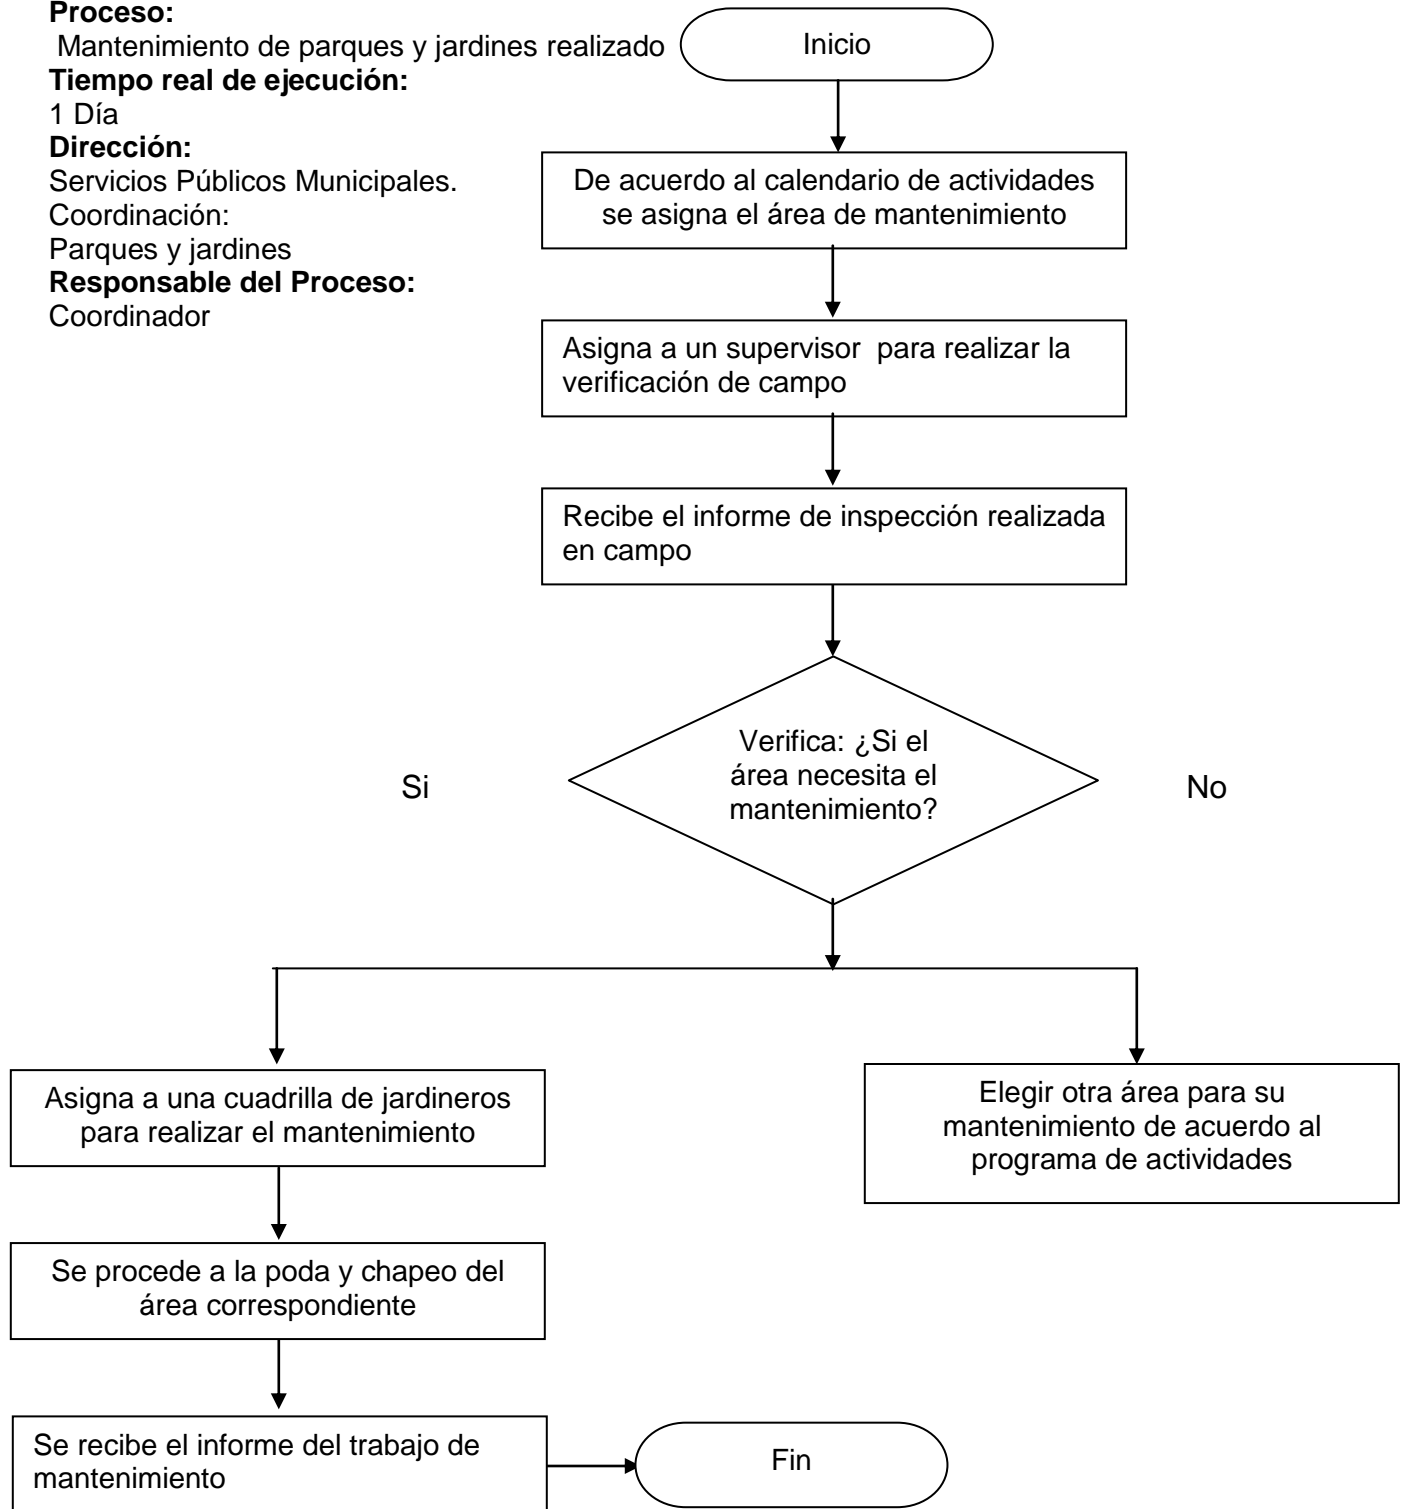 Proceso:
Mantenimiento de parques y jardines realizado
Tiempo real de ejecución:
1 Día
Dirección:
Servicios Públicos Municipales.
Coordinación:
Parques y jardines
Responsable del Proceso:
Coordinador
Inicio
De acuerdo al calendario de actividades
se asigna el área de mantenimiento
Asigna a un supervisor  para realizar la
verificación de campo
Recibe el informe de inspección realizada
en campo
Verifica: ¿Si el
área necesita el
mantenimiento?
Si
No
Asigna a una cuadrilla de jardineros
para realizar el mantenimiento
Elegir otra área para su
mantenimiento de acuerdo al
programa de actividades
Se procede a la poda y chapeo del
área correspondiente
Se recibe el informe del trabajo de
mantenimiento
Fin